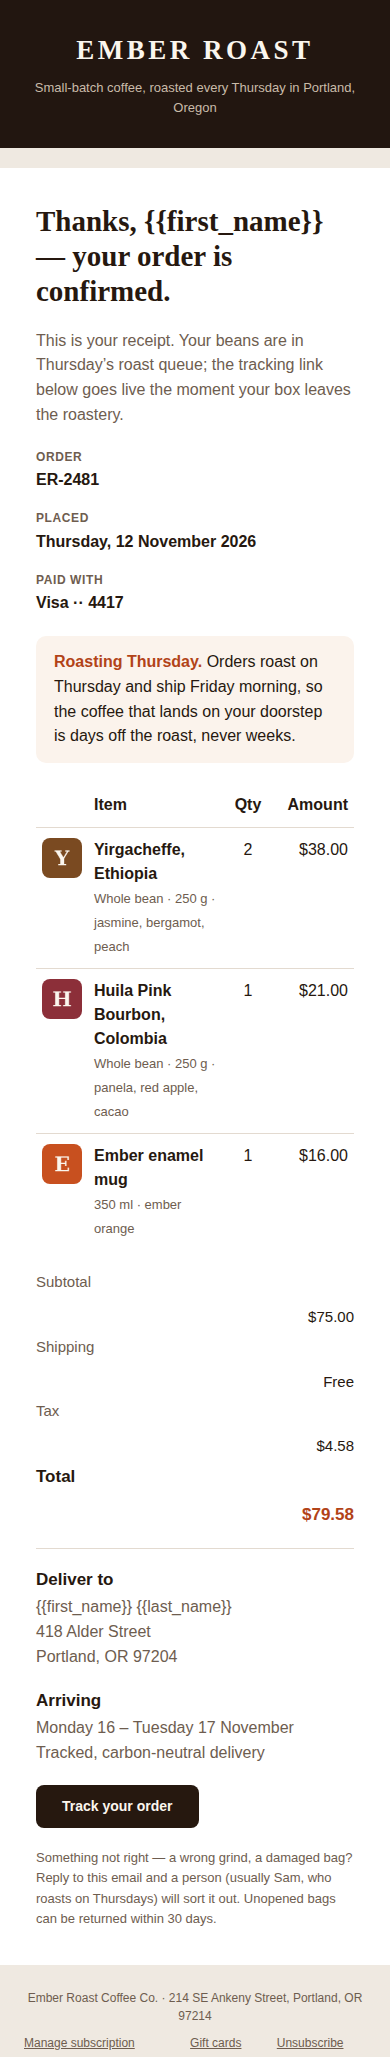 EMBER ROAST
Small-batch coffee, roasted every Thursday in Portland,
Oregon
Thanks, {{first_name}}
— your order is
confirmed.
This is your receipt. Your beans are in
Thursday’s roast queue; the tracking link
below goes live the moment your box leaves
the roastery.
ORDER
ER-2481
PLACED
Thursday, 12 November 2026
PAID WITH
Visa ·· 4417
Roasting Thursday. Orders roast on
Thursday and ship Friday morning, so
the coffee that lands on your doorstep
is days off the roast, never weeks.
Item Qty Amount
Y Yirgacheffe, 2 $38.00
Ethiopia
Whole bean · 250 g ·
jasmine, bergamot,
peach
H Huila Pink 1 $21.00
Bourbon,
Colombia
Whole bean · 250 g ·
panela, red apple,
cacao
E Ember enamel 1 $16.00
mug
350 ml · ember
orange
Subtotal
$75.00
Shipping
Free
Tax
$4.58
Total
$79.58
Deliver to
{{first_name}} {{last_name}}
418 Alder Street
Portland, OR 97204
Arriving
Monday 16 – Tuesday 17 November
Tracked, carbon-neutral delivery
Track your order
Something not right — a wrong grind, a damaged bag?
Reply to this email and a person (usually Sam, who
roasts on Thursdays) will sort it out. Unopened bags
can be returned within 30 days.
Ember Roast Coffee Co. · 214 SE Ankeny Street, Portland, OR
97214
Manage subscription Gift cards Unsubscribe